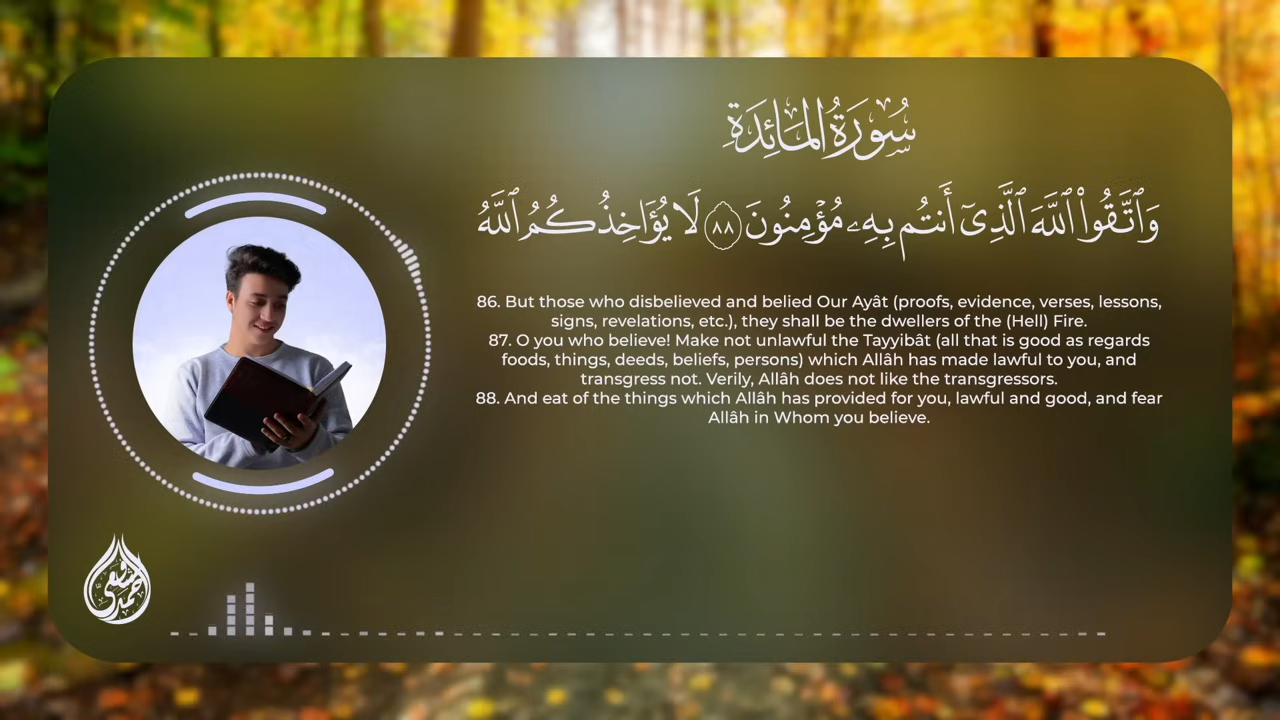 سُورَةُ المَائِدَةِ
وَٱتَّقُوا۟ ٱللَّهَ ٱلَّذِىٓ أَنتُم بِهِۦ مُؤْمِنُونَ ٨٨ لَا يُؤَاخِذُكُمُ ٱللَّهُ
86. But those who disbelieved and belied Our Ayât (proofs, evidence, verses, lessons,
signs, revelations, etc.), they shall be the dwellers of the (Hell) Fire.
87. O you who believe! Make not unlawful the Tayyibât (all that is good as regards
foods, things, deeds, beliefs, persons) which Allâh has made lawful to you, and
transgress not. Verily, Allâh does not like the transgressors.
88. And eat of the things which Allâh has provided for you, lawful and good, and fear
Allâh in Whom you believe.